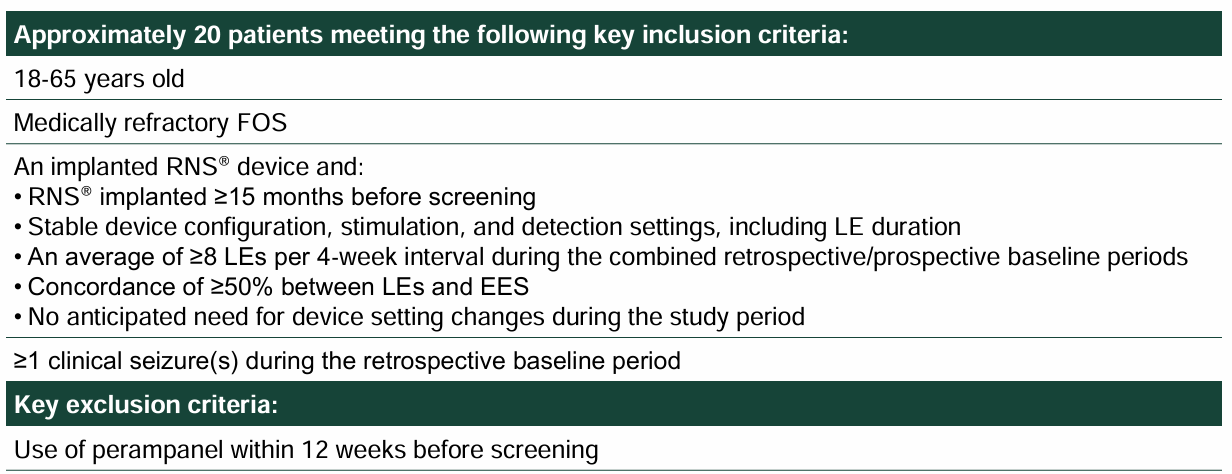 Approximately 20 patients meeting the following key inclusion criteria:
18-65 years old
Medically refractory FOS
An implanted RNS® device and:
• RNS® implanted ≥15 months before screening
• Stable device configuration, stimulation, and detection settings, including LE duration
• An average of ≥8 LEs per 4-week interval during the combined retrospective/prospective baseline periods
• Concordance of ≥50% between LEs and EES
• No anticipated need for device setting changes during the study period
≥1 clinical seizure(s) during the retrospective baseline period
Key exclusion criteria:
Use of perampanel within 12 weeks before screening